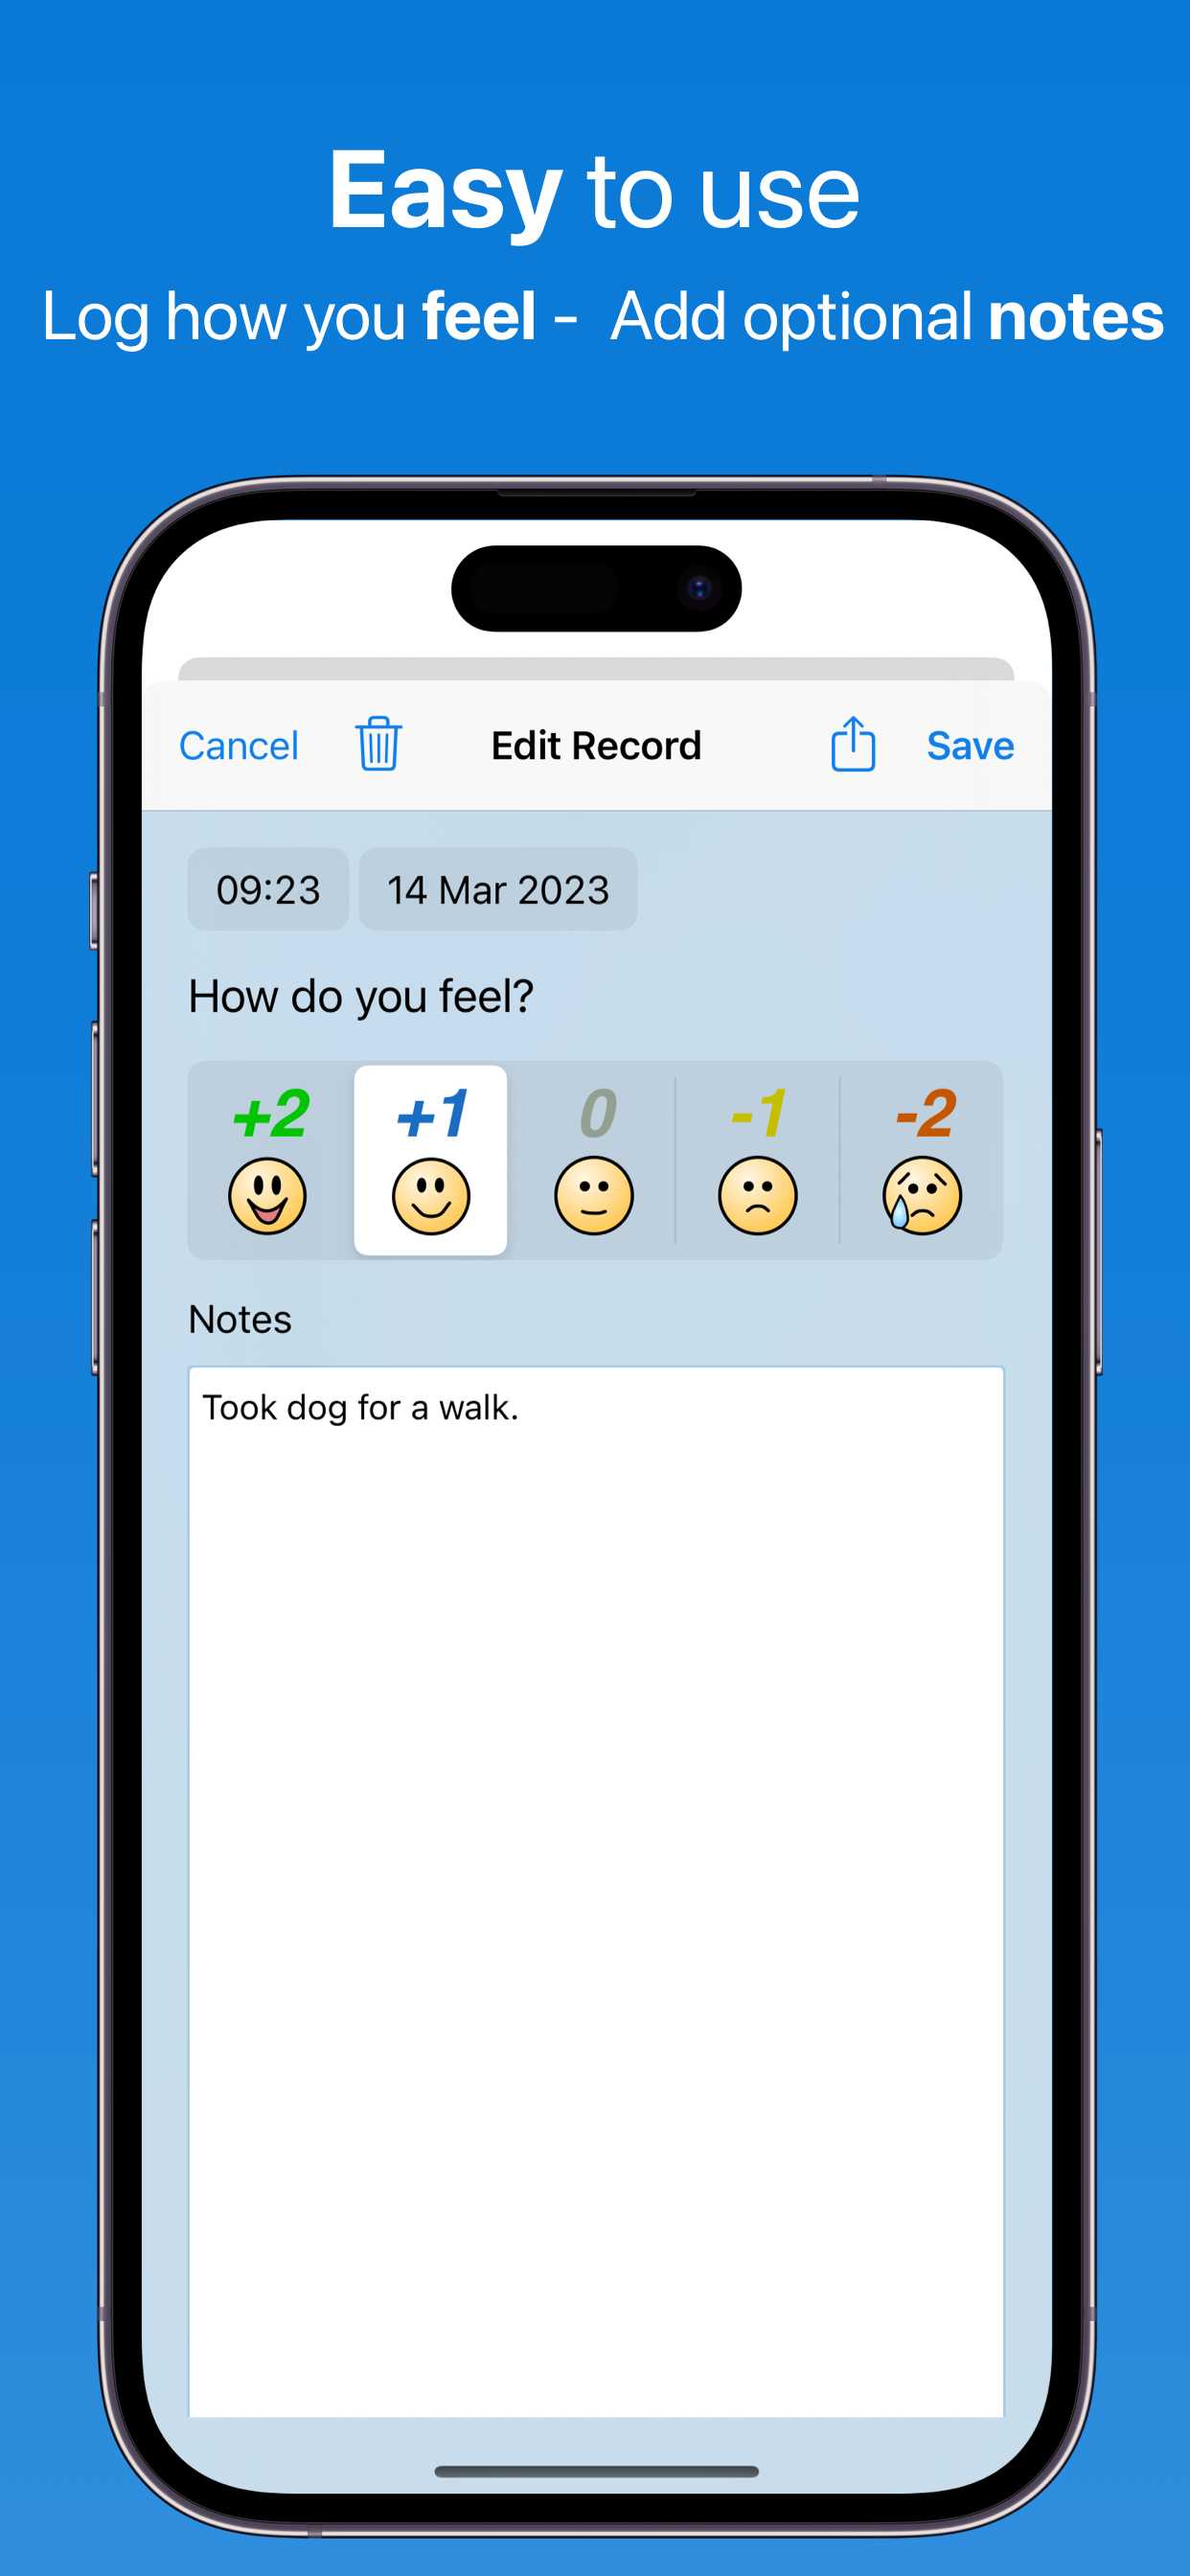 Easy to use
Log how you feel - Add optional notes
Cancel Edit Record Save
09:23 14 Mar 2023
How do you feel?
+2 +1 0 -1 -2
Notes
Took dog for a walk.